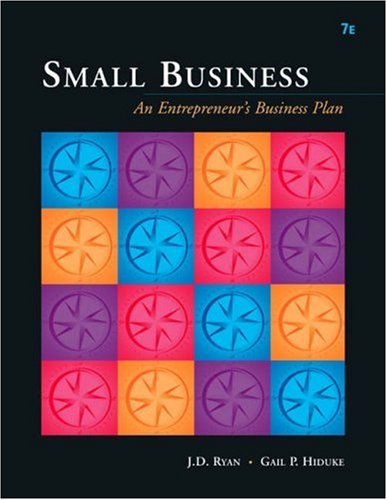 7E
SMALL BUSINESS
An Entrepreneur's Business Plan
J.D. RYAN • GAIL P. HIDUKE